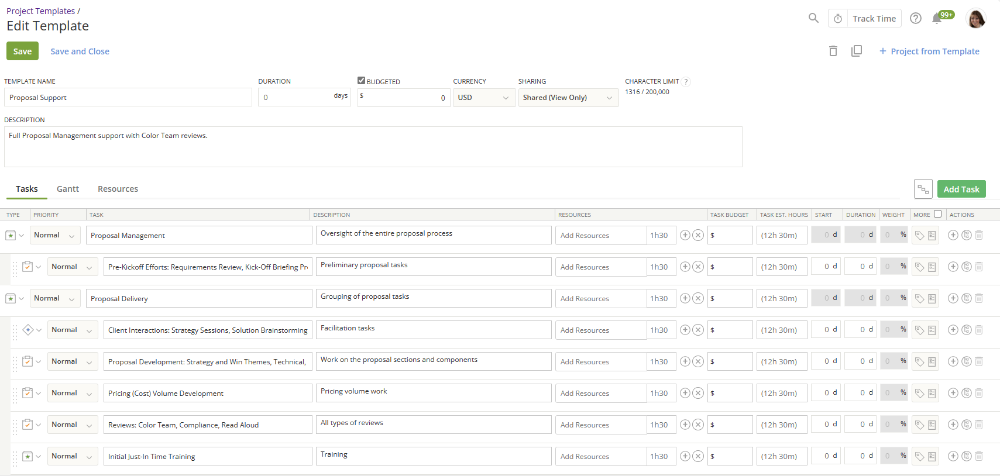 Project Templates /
Edit Template
Track Time
99+
Save
Save and Close
Project from Template
TEMPLATE NAME
DURATION
BUDGETED
CURRENCY
SHARING
CHARACTER LIMIT ?
Proposal Support
0 days
$ 0
USD
Shared (View Only)
1316 / 200,000
DESCRIPTION
Full Proposal Management support with Color Team reviews.
Tasks
Gantt
Resources
Add Task
TYPE PRIORITY TASK DESCRIPTION RESOURCES TASK BUDGET TASK EST. HOURS START DURATION WEIGHT MORE ACTIONS
Normal Proposal Management Oversight of the entire proposal process Add Resources 1h30 $ (12h 30m) 0 d 0 d 0 %
Normal Pre-Kickoff Efforts: Requirements Review, Kick-Off Briefing Pr Preliminary proposal tasks Add Resources 1h30 $ (12h 30m) 0 d 0 d 0 %
Normal Proposal Delivery Grouping of proposal tasks Add Resources 1h30 $ (12h 30m) 0 d 0 d 0 %
Normal Client Interactions: Strategy Sessions, Solution Brainstorming Facilitation tasks Add Resources 1h30 $ (12h 30m) 0 d 0 d 0 %
Normal Proposal Development: Strategy and Win Themes, Technical, Work on the proposal sections and components Add Resources 1h30 $ (12h 30m) 0 d 0 d 0 %
Normal Pricing (Cost) Volume Development Pricing volume work Add Resources 1h30 $ (12h 30m) 0 d 0 d 0 %
Normal Reviews: Color Team, Compliance, Read Aloud All types of reviews Add Resources 1h30 $ (12h 30m) 0 d 0 d 0 %
Normal Initial Just-In Time Training Training Add Resources 1h30 $ (12h 30m) 0 d 0 d 0 %